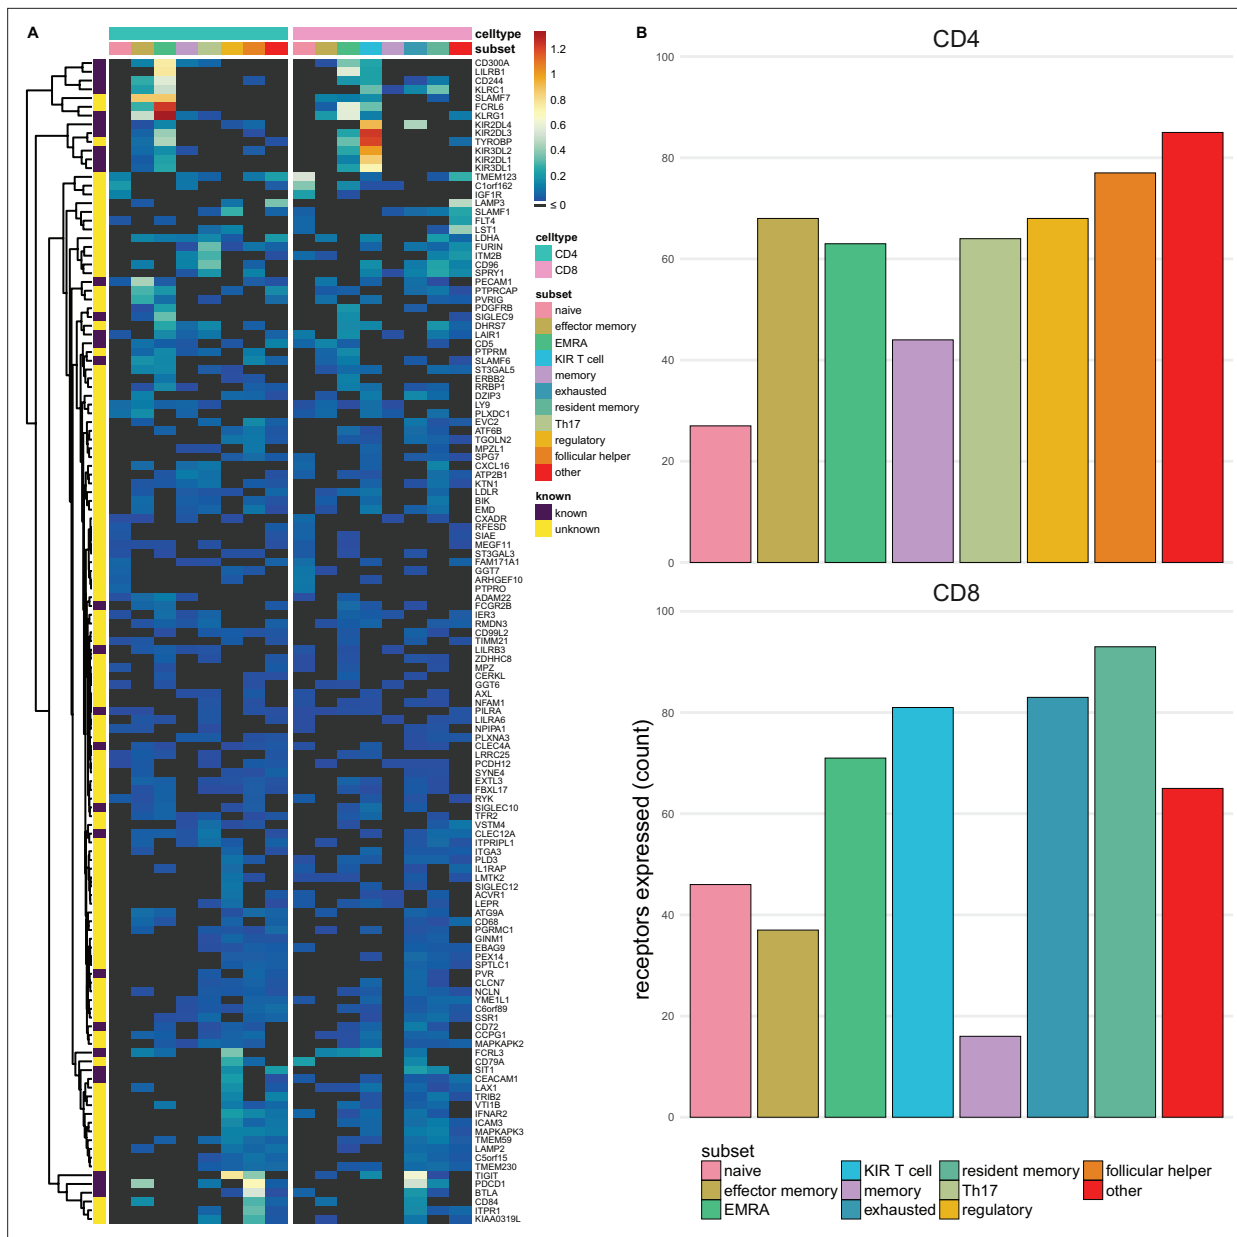 A
celltype
subset
1.2
1
0.8
0.6
0.4
0.2
≤ 0
celltype
CD4
CD8
subset
naive
effector memory
EMRA
KIR T cell
memory
exhausted
resident memory
Th17
regulatory
follicular helper
other
known
known
unknown
CD300A
LILRB1
CD244
KLRC1
SLAMF7
FCRL6
KLRG1
KIR2DL4
KIR2DL3
TYROBP
KIR3DL2
KIR2DL1
KIR3DL1
TMEM123
C1orf162
IGF1R
LAMP3
SLAMF1
FLT4
LST1
LDHA
FURIN
ITM2B
CD96
SPRY1
PECAM1
PTPRCAP
PVRIG
PDGFRB
SIGLEC9
DHRS7
LAIR1
CD5
PTPRM
SLAMF6
ST3GAL5
ERBB2
RRBP1
DZIP3
LY9
PLXDC1
EVC2
ATF6B
TGOLN2
MPZL1
SPG7
CXCL16
ATP2B1
KTN1
LDLR
BIK
EMD
CXADR
RFESD
SIAE
MEGF11
ST3GAL3
FAM171A1
GGT7
ARHGEF10
PTPRO
ADAM22
FCGR2B
IER3
RMDN3
CD99L2
TIMM21
LILRB3
ZDHHC8
MPZ
CERKL
GGT6
AXL
NFAM1
PILRA
LILRA6
NPIPA1
PLXNA3
CLEC4A
LRRC25
PCDH12
SYNE4
EXTL3
FBXL17
RYK
SIGLEC10
TFR2
VSTM4
CLEC12A
ITPRIPL1
ITGA3
PLD3
IL1RAP
LMTK2
SIGLEC12
ACVR1
LEPR
ATG9A
CD68
PGRMC1
GINM1
EBAG9
PEX14
SPTLC1
PVR
CLCN7
NCLN
YME1L1
C6orf89
SSR1
CD72
CCPG1
MAPKAPK2
FCRL3
CD79A
SIT1
CEACAM1
LAX1
TRIB2
VTI1B
IFNAR2
ICAM3
MAPKAPK3
TMEM59
LAMP2
C5orf15
TMEM230
TIGIT
PDCD1
BTLA
CD84
ITPR1
KIAA0319L
B
CD4
100
80
60
40
20
0
CD8
100
80
60
40
20
0
receptors expressed (count)
subset
naive
KIR T cell
resident memory
follicular helper
effector memory
memory
Th17
other
EMRA
exhausted
regulatory